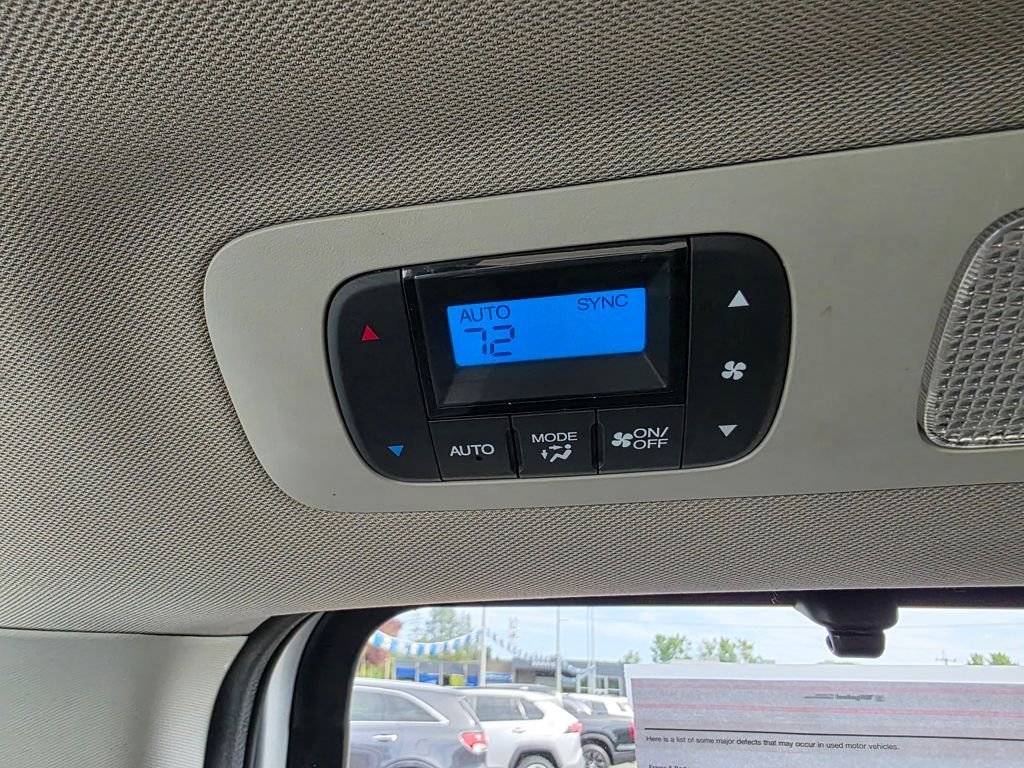 AUTO SYNC
72
AUTO
MODE
ON/
OFF
Here is a list of some major defects that may occur in used motor vehicles.